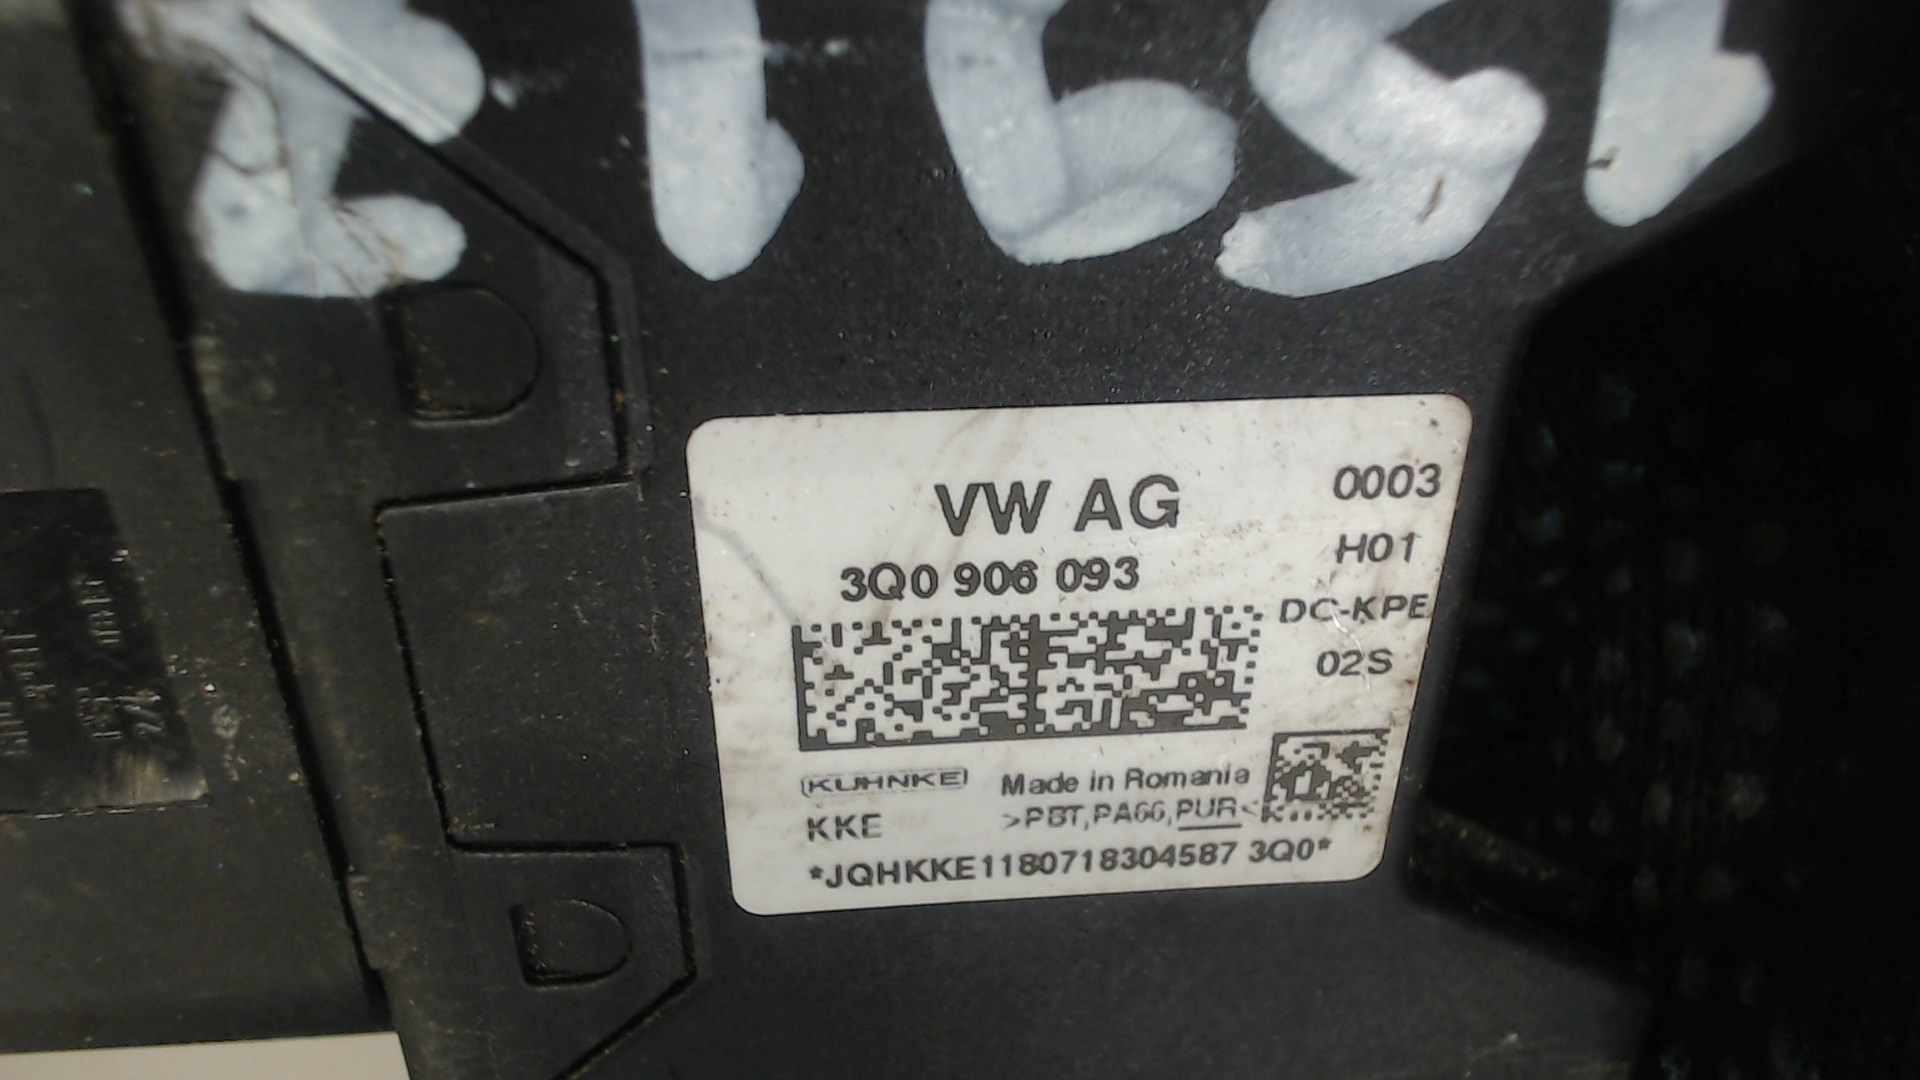 VW AG
3Q0 906 093
0003
H01
DC-KPE
02S
KUHNKE
Made in Romania
KKE
>PBT,PA66,PUR<
*JQHKKE1180718304587 3Q0*